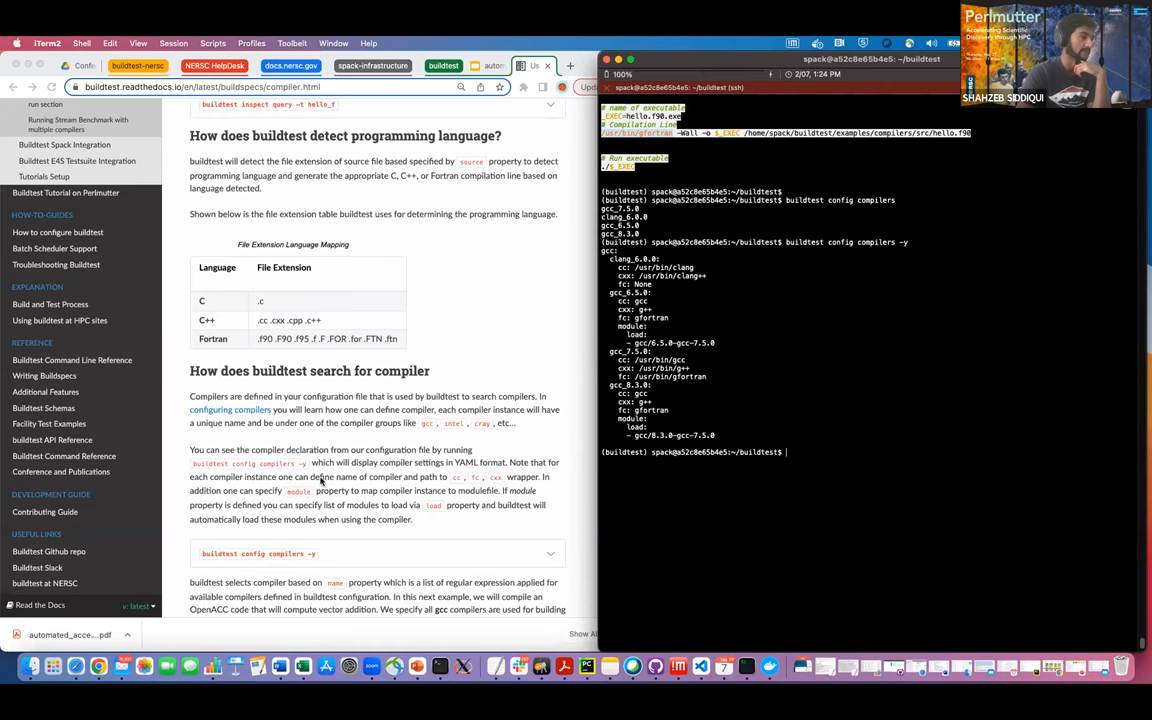 iTerm2 Shell Edit View Session Scripts Profiles Toolbelt Window Help
Perlmutter
Accelerating Scientific
Discovery through HPC
SHAHZEB SIDDIQUI
Confe
building-nersc
NERSC HelpDesk
docs.nersc.gov
spack-infrastructure
buildtest
autom
Us
buildtest.readthedocs.io/en/latest/buildspecs/compiler.html
Upda
run section
Running Stream Benchmark with
multiple compilers
Buildtest Spack Integration
Buildtest E4S Testsuite Integration
Tutorials Setup
Buildtest Tutorial on Perlmutter
HOW-TO-GUIDES
How to configure buildtest
Batch Scheduler Support
Troubleshooting Buildtest
EXPLANATION
Build and Test Process
Using buildtest at HPC sites
REFERENCE
Buildtest Command Line Reference
Writing Buildspecs
Additional Features
Buildtest Schemas
Facility Test Examples
buildtest API Reference
Buildtest Command Reference
Conference and Publications
DEVELOPMENT GUIDE
Contributing Guide
USEFUL LINKS
Buildtest Github repo
Buildtest Slack
buildtest at NERSC
Read the Docs
v: latest
buildtest inspect query -t hello_f
How does buildtest detect programming language?
buildtest will detect the file extension of source file based specified by source property to detect
programming language and generate the appropriate C, C++, or Fortran compilation line based on
language detected.
Shown below is the file extension table buildtest uses for determining the programming language.
File Extension Language Mapping
Language File Extension
C .c
C++ .cc .cxx .cpp .c++
Fortran .f90 .F90 .f95 .f .F .FOR .for .FTN .ftn
How does buildtest search for compiler
Compilers are defined in your configuration file that is used by buildtest to search compilers. In
configuring compilers you will learn how one can define compiler, each compiler instance will have
a unique name and be under one of the compiler groups like gcc , intel , cray , etc...
You can see the compiler declaration from our configuration file by running
buildtest config compilers -y which will display compiler settings in YAML format. Note that for
each compiler instance one can define name of compiler and path to cc , fc , cxx wrapper. In
addition one can specify module property to map compiler instance to modulefile. If module
property is defined you can specify list of modules to load via load property and buildtest will
automatically load these modules when using the compiler.
buildtest config compilers -y
buildtest selects compiler based on name property which is a list of regular expression applied for
available compilers defined in buildtest configuration. In this next example, we will compile an
OpenACC code that will compute vector addition. We specify all gcc compilers are used for building
automated_acce....pdf
Show Al
spack@a52c8e65b4e5: ~/buildtest
100%
2/07, 1:24 PM
spack@a52c8e65b4e5: ~/buildtest (ssh)
# name of executable
_EXEC=hello.f90.exe
# Compilation Line
/usr/bin/gfortran -Wall -o $_EXEC /home/spack/buildtest/examples/compilers/src/hello.f90
# Run executable
./$_EXEC
(buildtest) spack@a52c8e65b4e5:~/buildtest$
(buildtest) spack@a52c8e65b4e5:~/buildtest$ buildtest config compilers
gcc_7.5.0
clang_6.0.0
gcc_6.5.0
gcc_8.3.0
(buildtest) spack@a52c8e65b4e5:~/buildtest$ buildtest config compilers -y
gcc:
clang_6.0.0:
cc: /usr/bin/clang
cxx: /usr/bin/clang++
fc: None
gcc_6.5.0:
cc: gcc
cxx: g++
fc: gfortran
module:
load:
- gcc/6.5.0-gcc-7.5.0
gcc_7.5.0:
cc: /usr/bin/gcc
cxx: /usr/bin/g++
fc: /usr/bin/gfortran
gcc_8.3.0:
cc: gcc
cxx: g++
fc: gfortran
module:
load:
- gcc/8.3.0-gcc-7.5.0
(buildtest) spack@a52c8e65b4e5:~/buildtest$